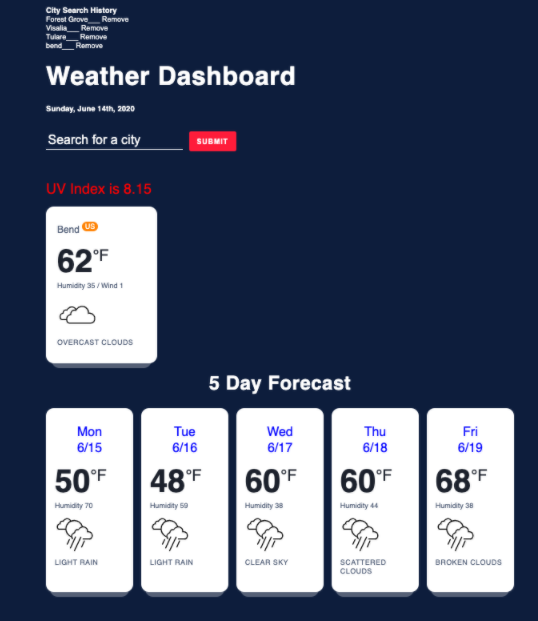 City Search History
Forest Grove___ Remove
Visalia___ Remove
Tulare___ Remove
bend___ Remove
Weather Dashboard
Sunday, June 14th, 2020
Search for a city
SUBMIT
UV Index is 8.15
Bend US
62°F
Humidity 35 / Wind 1
OVERCAST CLOUDS
5 Day Forecast
Mon
6/15
50°F
Humidity 70
LIGHT RAIN
Tue
6/16
48°F
Humidity 59
LIGHT RAIN
Wed
6/17
60°F
Humidity 38
CLEAR SKY
Thu
6/18
60°F
Humidity 44
SCATTERED
CLOUDS
Fri
6/19
68°F
Humidity 38
BROKEN CLOUDS